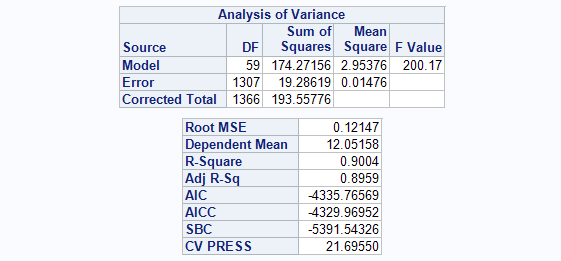 Analysis of Variance
Source DF Sum of Squares Mean Square F Value
Model 59 174.27156 2.95376 200.17
Error 1307 19.28619 0.01476
Corrected Total 1366 193.55776
Root MSE 0.12147
Dependent Mean 12.05158
R-Square 0.9004
Adj R-Sq 0.8959
AIC -4335.76569
AICC -4329.96952
SBC -5391.54326
CV PRESS 21.69550